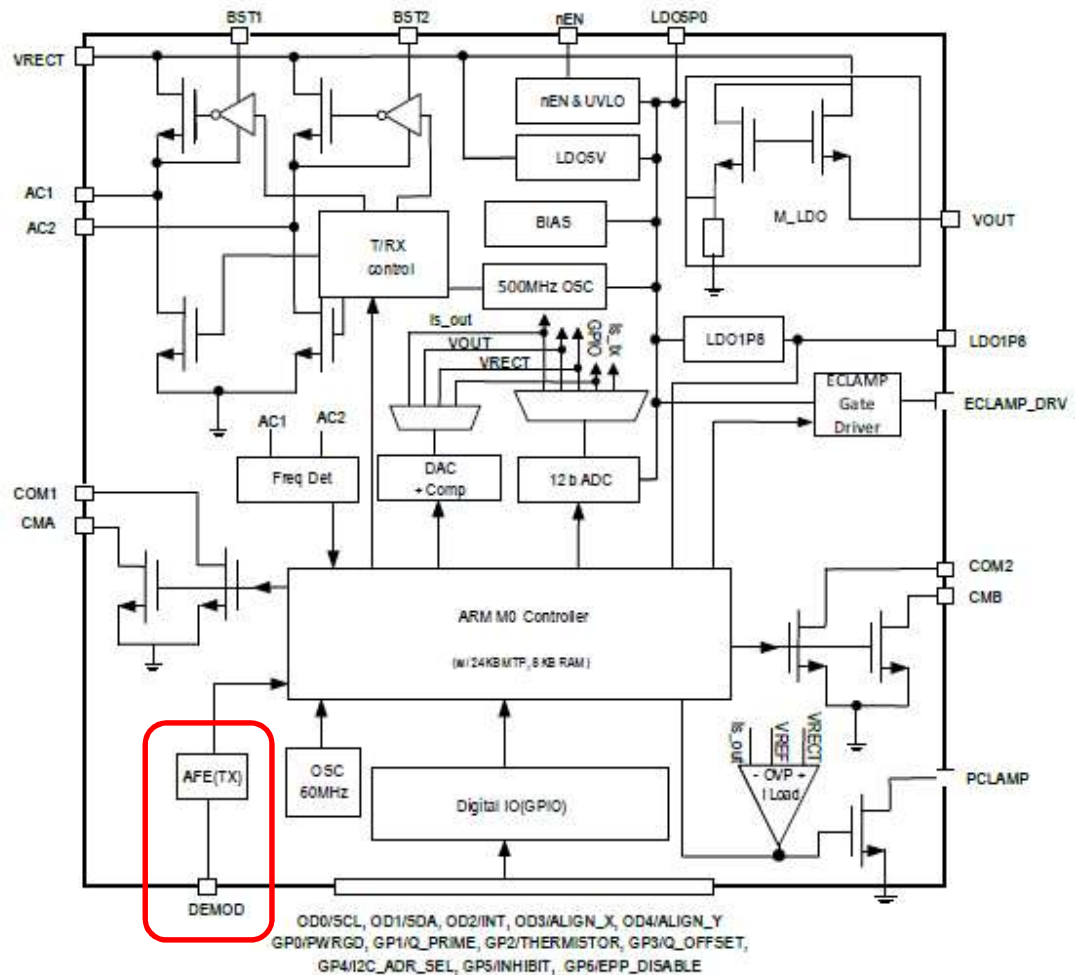 BST1
BST2
nEN
LDO5P0
VRECT
nEN & UVLO
LDO5V
M_LDO
AC1
AC2
BIAS
VOUT
T/RX
control
500MHz OSC
Is_out
VOUT
VRECT
GPIO
Is_tx
LDO1P8
LDO1P8
ECLAMP
Gate
Driver
ECLAMP_DRV
AC1
AC2
Freq Det
DAC
+ Comp
12 b ADC
COM1
CMA
COM2
CMB
ARM M0 Controller
(w/ 24KB MTP, 8 KB RAM)
Is_out
VREF
VRECT
AFE(TX)
OSC
60MHz
Digital IO(GPIO)
- OVP +
I Load
PCLAMP
DEMOD
OD0/SCL, OD1/SDA, OD2/INT, OD3/ALIGN_X, OD4/ALIGN_Y
GP0/PWRGD, GP1/Q_PRIME, GP2/THERMISTOR, GP3/Q_OFFSET,
GP4/I2C_ADR_SEL, GP5/INHIBIT, GP6/EPP_DISABLE